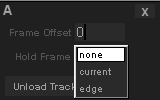 A X
Frame Offset 0
Hold Frame
none
current
edge
Unload Track